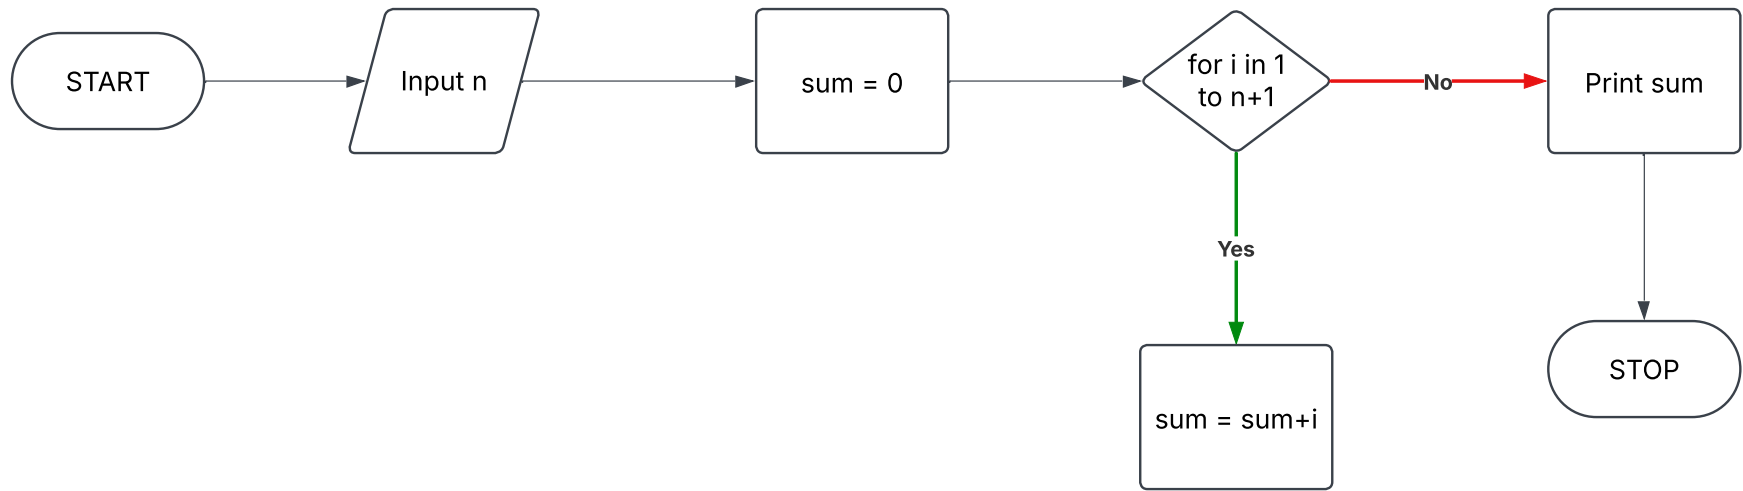 START
Input n
sum = 0
for i in 1
to n+1
No
Print sum
Yes
sum = sum+i
STOP